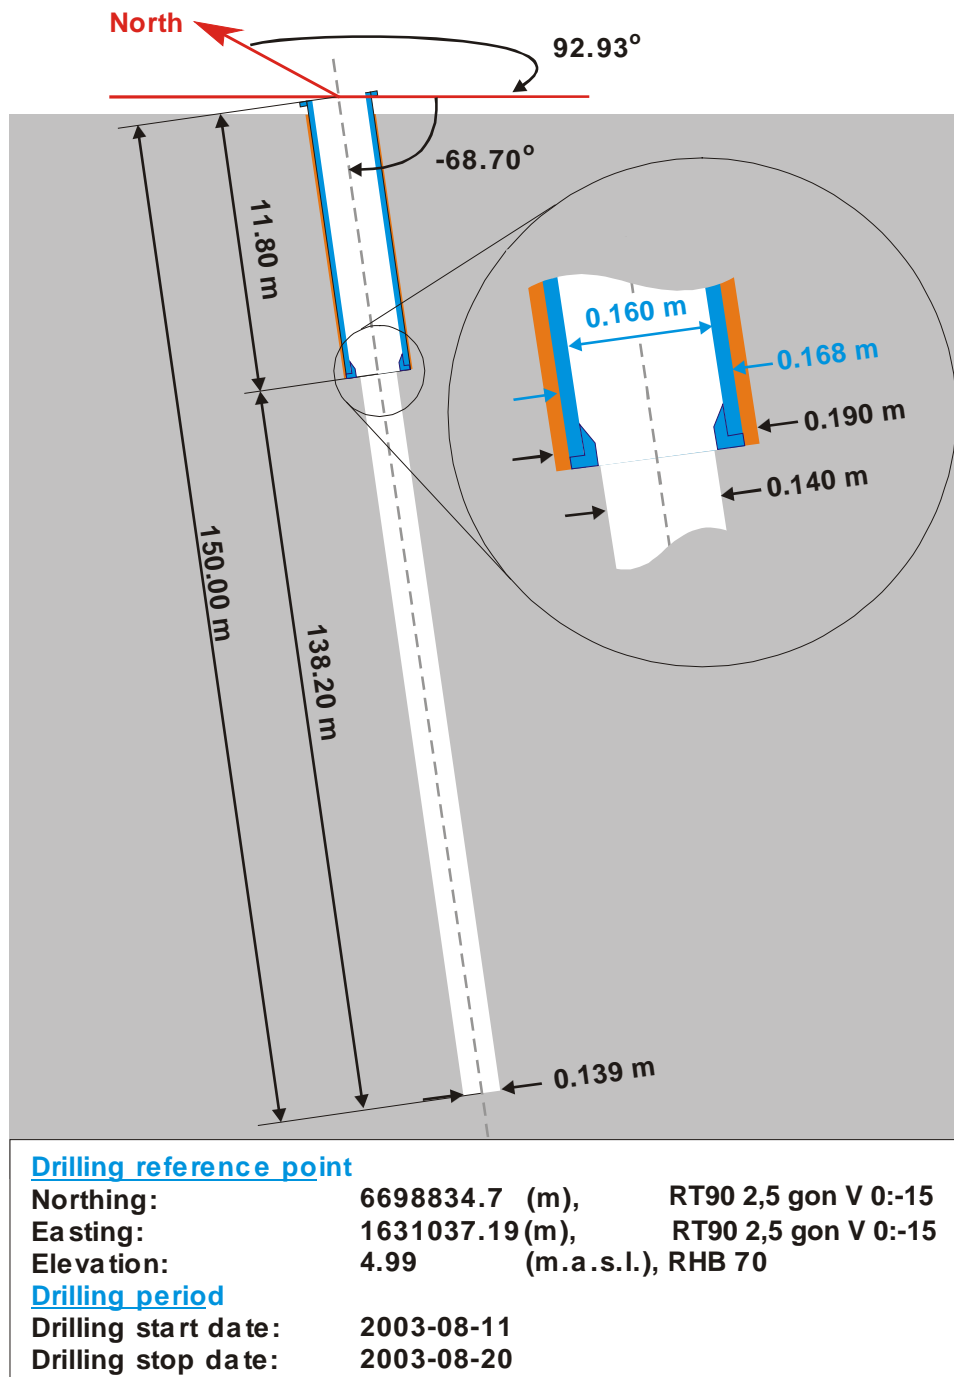 North
92.93°
-68.70°
11.80 m
0.160 m
0.168 m
0.190 m
0.140 m
150.00 m
138.20 m
0.139 m
Drilling reference point
Northing: 6698834.7 (m), RT90 2,5 gon V 0:-15
Easting: 1631037.19 (m), RT90 2,5 gon V 0:-15
Elevation: 4.99 (m.a.s.l.), RHB 70
Drilling period
Drilling start date: 2003-08-11
Drilling stop date: 2003-08-20